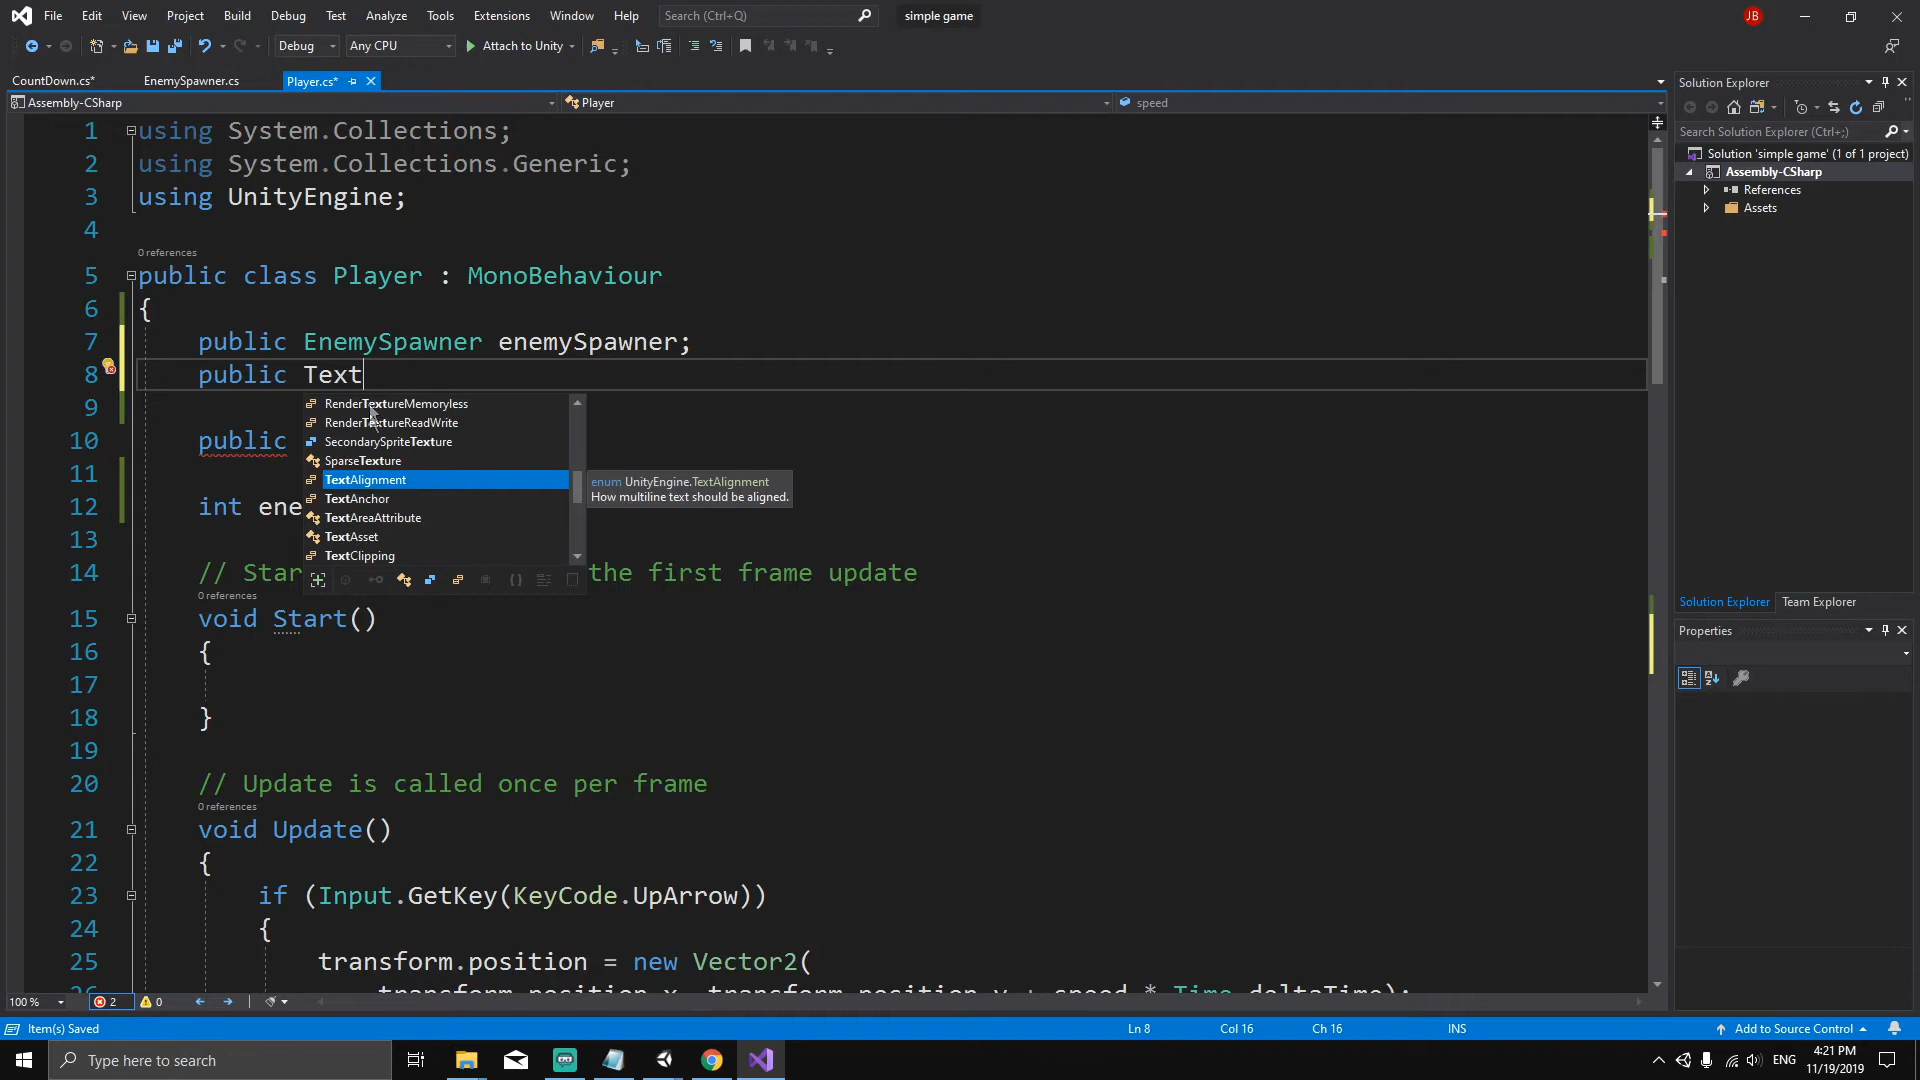 File Edit View Project Build Debug Test Analyze Tools Extensions Window Help Search (Ctrl+Q) simple game JB
Debug Any CPU Attach to Unity
CountDown.cs* EnemySpawner.cs Player.cs*
Assembly-CSharp Player speed
1 using System.Collections;
2 using System.Collections.Generic;
3 using UnityEngine;
4
0 references
5 public class Player : MonoBehaviour
6 {
7 public EnemySpawner enemySpawner;
8 public Text
9
RenderTextureMemoryless
RenderTextureReadWrite
10 public
SecondarySpriteTexture
SparseTexture
11
TextAlignment
enum UnityEngine.TextAlignment
How multiline text should be aligned.
TextAnchor
12 int ene
TextAreaAttribute
13
TextAsset
TextClipping
14 // Star the first frame update
0 references
15 void Start()
16 {
17
18 }
19
20 // Update is called once per frame
0 references
21 void Update()
22 {
23 if (Input.GetKey(KeyCode.UpArrow))
24 {
25 transform.position = new Vector2(
26 transform.position.x, transform.position.y + speed * Time.deltaTime);
100 % 2 0
Item(s) Saved Ln 8 Col 16 Ch 16 INS Add to Source Control
Solution Explorer
Search Solution Explorer (Ctrl+;)
Solution 'simple game' (1 of 1 project)
Assembly-CSharp
References
Assets
Solution Explorer Team Explorer
Properties
Type here to search
ENG
4:21 PM
11/19/2019